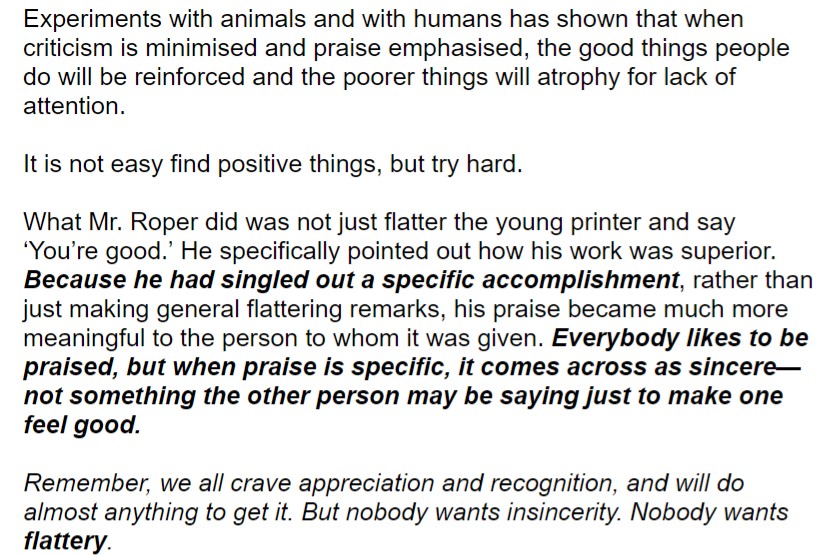 Experiments with animals and with humans has shown that when
criticism is minimised and praise emphasised, the good things people
do will be reinforced and the poorer things will atrophy for lack of
attention.
It is not easy find positive things, but try hard.
What Mr. Roper did was not just flatter the young printer and say
‘You’re good.’ He specifically pointed out how his work was superior.
Because he had singled out a specific accomplishment, rather than
just making general flattering remarks, his praise became much more
meaningful to the person to whom it was given. Everybody likes to be
praised, but when praise is specific, it comes across as sincere—
not something the other person may be saying just to make one
feel good.
Remember, we all crave appreciation and recognition, and will do
almost anything to get it. But nobody wants insincerity. Nobody wants
flattery.